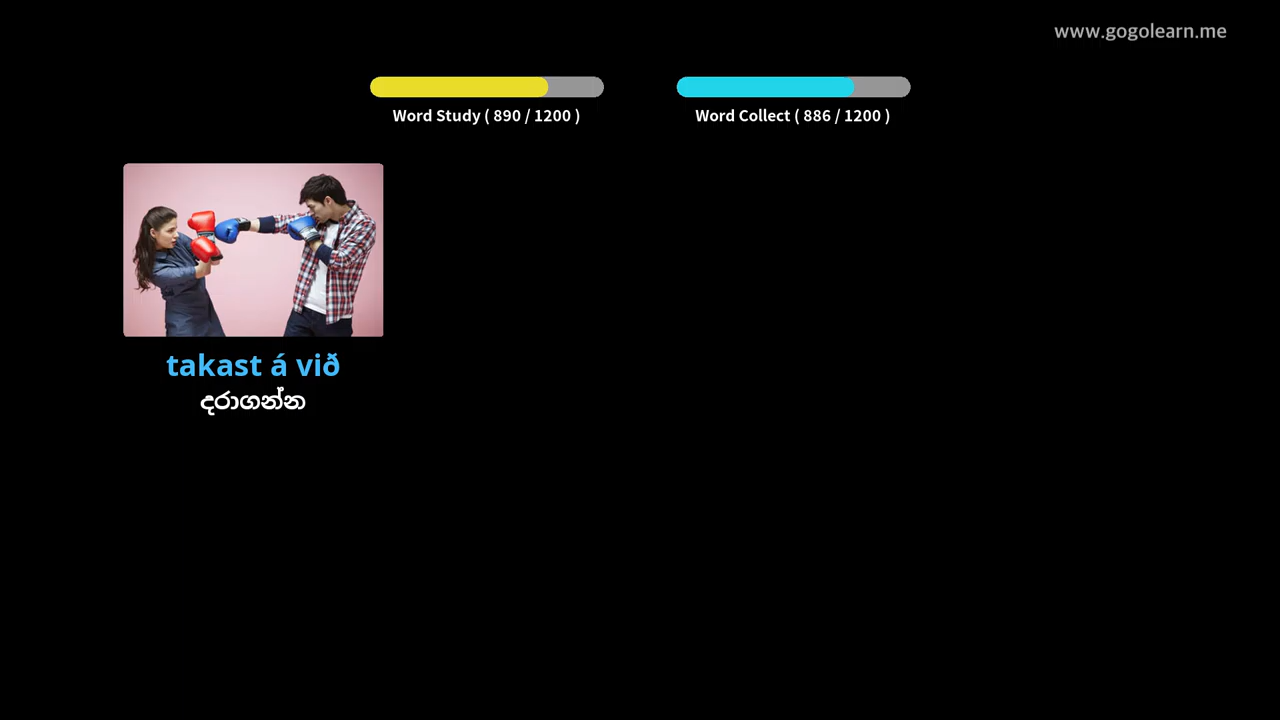 www.gogolearn.me
Word Study ( 890 / 1200 )
Word Collect ( 886 / 1200 )
takast á við
දරාගන්න